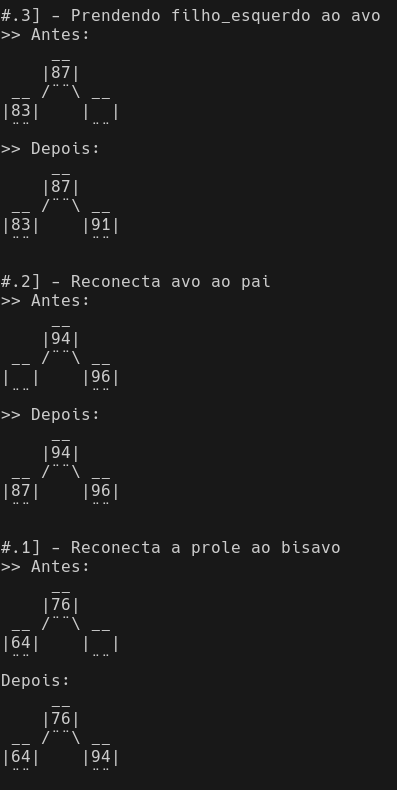 #.3] - Prendendo filho_esquerdo ao avo
>> Antes:
      __
    |87|
 __ /¨¨\ __
|83|    |  |
 ¨¨      ¨¨
>> Depois:
      __
    |87|
 __ /¨¨\ __
|83|    |91|
 ¨¨      ¨¨
#.2] - Reconecta avo ao pai
>> Antes:
      __
    |94|
 __ /¨¨\ __
|  |    |96|
 ¨¨      ¨¨
>> Depois:
      __
    |94|
 __ /¨¨\ __
|87|    |96|
 ¨¨      ¨¨
#.1] - Reconecta a prole ao bisavo
>> Antes:
      __
    |76|
 __ /¨¨\ __
|64|    |  |
 ¨¨      ¨¨
Depois:
      __
    |76|
 __ /¨¨\ __
|64|    |94|
 ¨¨      ¨¨